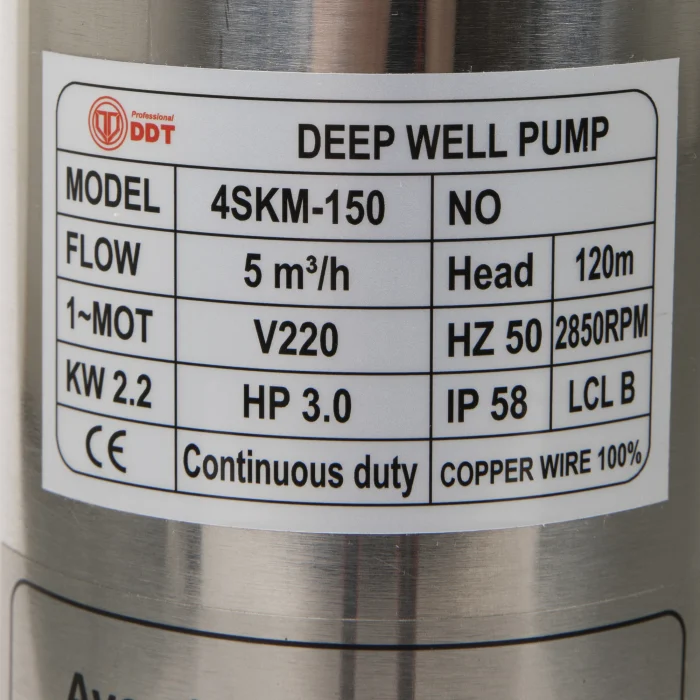 Professional
DDT
DEEP WELL PUMP
MODEL 4SKM-150 NO
FLOW 5 m³/h Head 120m
1~MOT V220 HZ 50 2850RPM
KW 2.2 HP 3.0 IP 58 LCL B
CE Continuous duty COPPER WIRE 100%